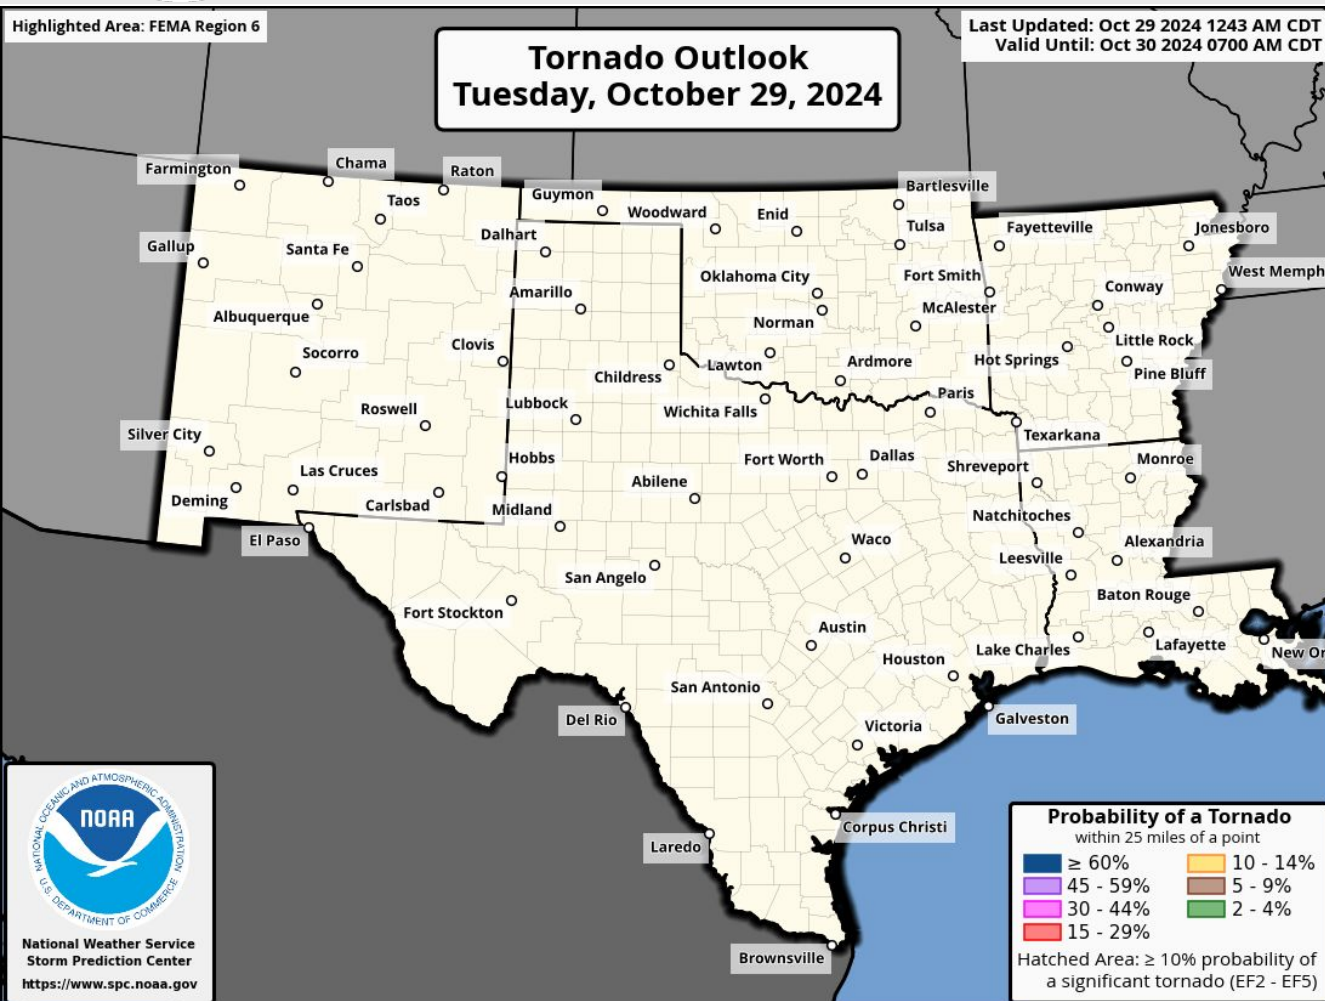 Highlighted Area: FEMA Region 6
Last Updated: Oct 29 2024 1243 AM CDT
Valid Until: Oct 30 2024 0700 AM CDT
Tornado Outlook
Tuesday, October 29, 2024
Farmington
Chama
Raton
Taos
Guymon
Woodward
Enid
Bartlesville
Tulsa
Fayetteville
Jonesboro
Gallup
Santa Fe
Dalhart
Oklahoma City
Fort Smith
West Memph
Amarillo
Conway
Albuquerque
Norman
McAlester
Little Rock
Socorro
Clovis
Childress
Lawton
Ardmore
Hot Springs
Pine Bluff
Roswell
Lubbock
Wichita Falls
Paris
Texarkana
Silver City
Las Cruces
Hobbs
Fort Worth
Dallas
Shreveport
Monroe
Deming
Carlsbad
Midland
Abilene
Natchitoches
El Paso
Waco
Leesville
Alexandria
San Angelo
Baton Rouge
Fort Stockton
Austin
Houston
Lake Charles
Lafayette
New Or
San Antonio
Del Rio
Victoria
Galveston
Laredo
Corpus Christi
Brownsville
NATIONAL OCEANIC AND ATMOSPHERIC ADMINISTRATION
NOAA
U.S. DEPARTMENT OF COMMERCE
National Weather Service
Storm Prediction Center
https://www.spc.noaa.gov
Probability of a Tornado
within 25 miles of a point
≥ 60%
10 - 14%
45 - 59%
5 - 9%
30 - 44%
2 - 4%
15 - 29%
Hatched Area: ≥ 10% probability of
a significant tornado (EF2 - EF5)